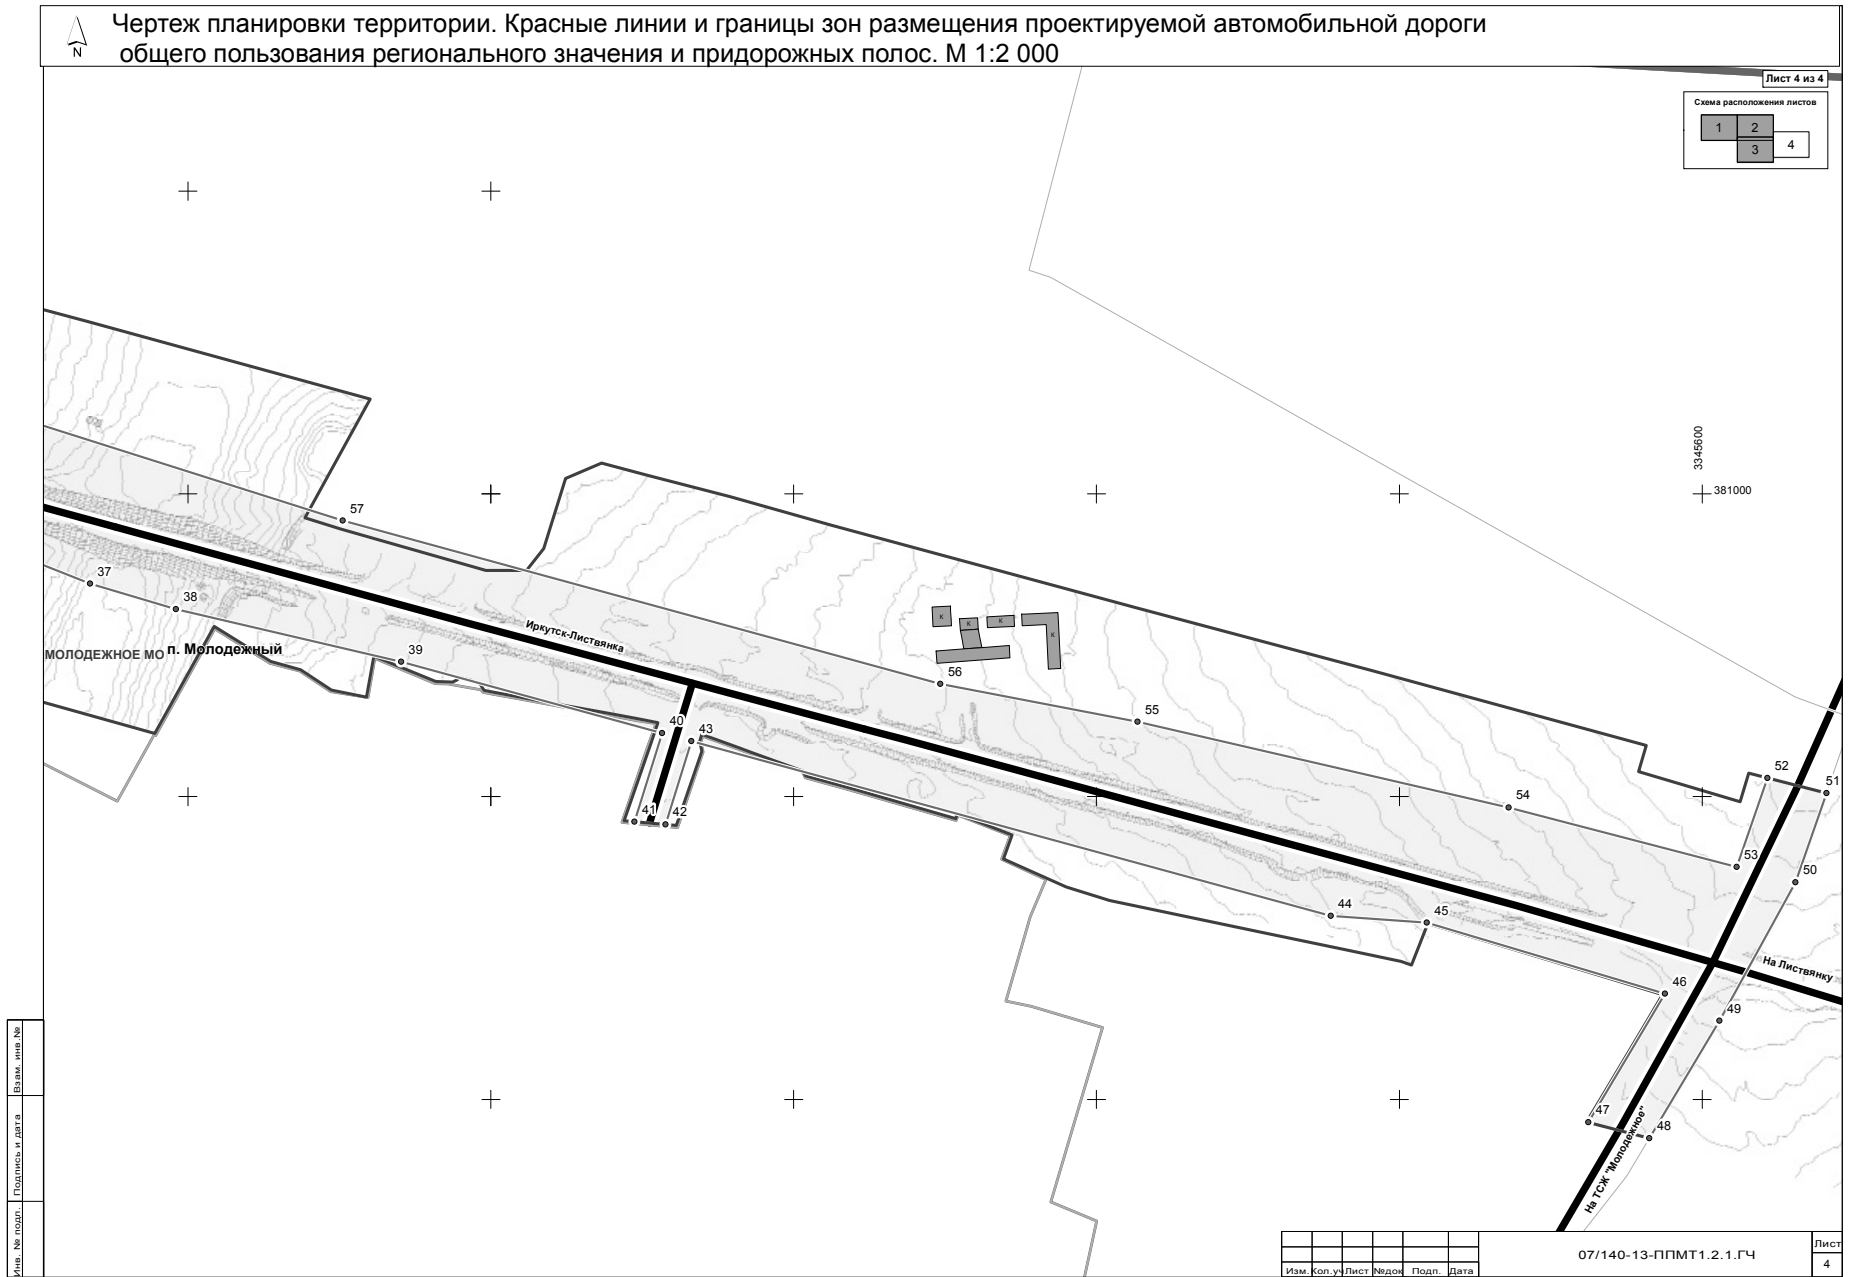 Чертеж планировки территории. Красные линии и границы зон размещения проектируемой автомобильной дороги
общего пользования регионального значения и придорожных полос. М 1:2 000
N
Лист 4 из 4
Схема расположения листов
1
2
3
4
3345600
381000
57
37
38
МОЛОДЕЖНОЕ МО
п. Молодежный
39
Иркутск-Листвянка
к
к
к
к
56
55
40
43
41
42
54
52
51
53
50
44
45
46
На Листвянку
49
47
48
На ТСЖ "Молодежное"
Взам. инв.№
Подпись и дата
Инв. № подл.
Изм.
Кол.уч
Лист
№док
Подп.
Дата
07/140-13-ППМТ1.2.1.ГЧ
Лист
4